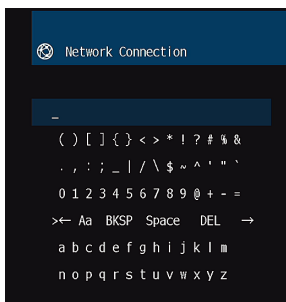 Network Connection
_
( ) [ ] { } < > * ! ? # % &
. , : ; _ | / \ $ ~ ^ ' " `
0 1 2 3 4 5 6 7 8 9 @ + - =
>← Aa BKSP Space DEL →
a b c d e f g h i j k l m
n o p q r s t u v w x y z